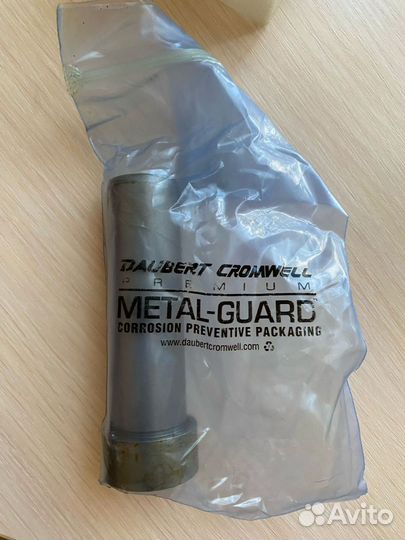 DAUBERT CROMWELL
PREMIUM
METAL-GUARD
CORROSION PREVENTIVE PACKAGING
www.daubertcromwell.com
Avito